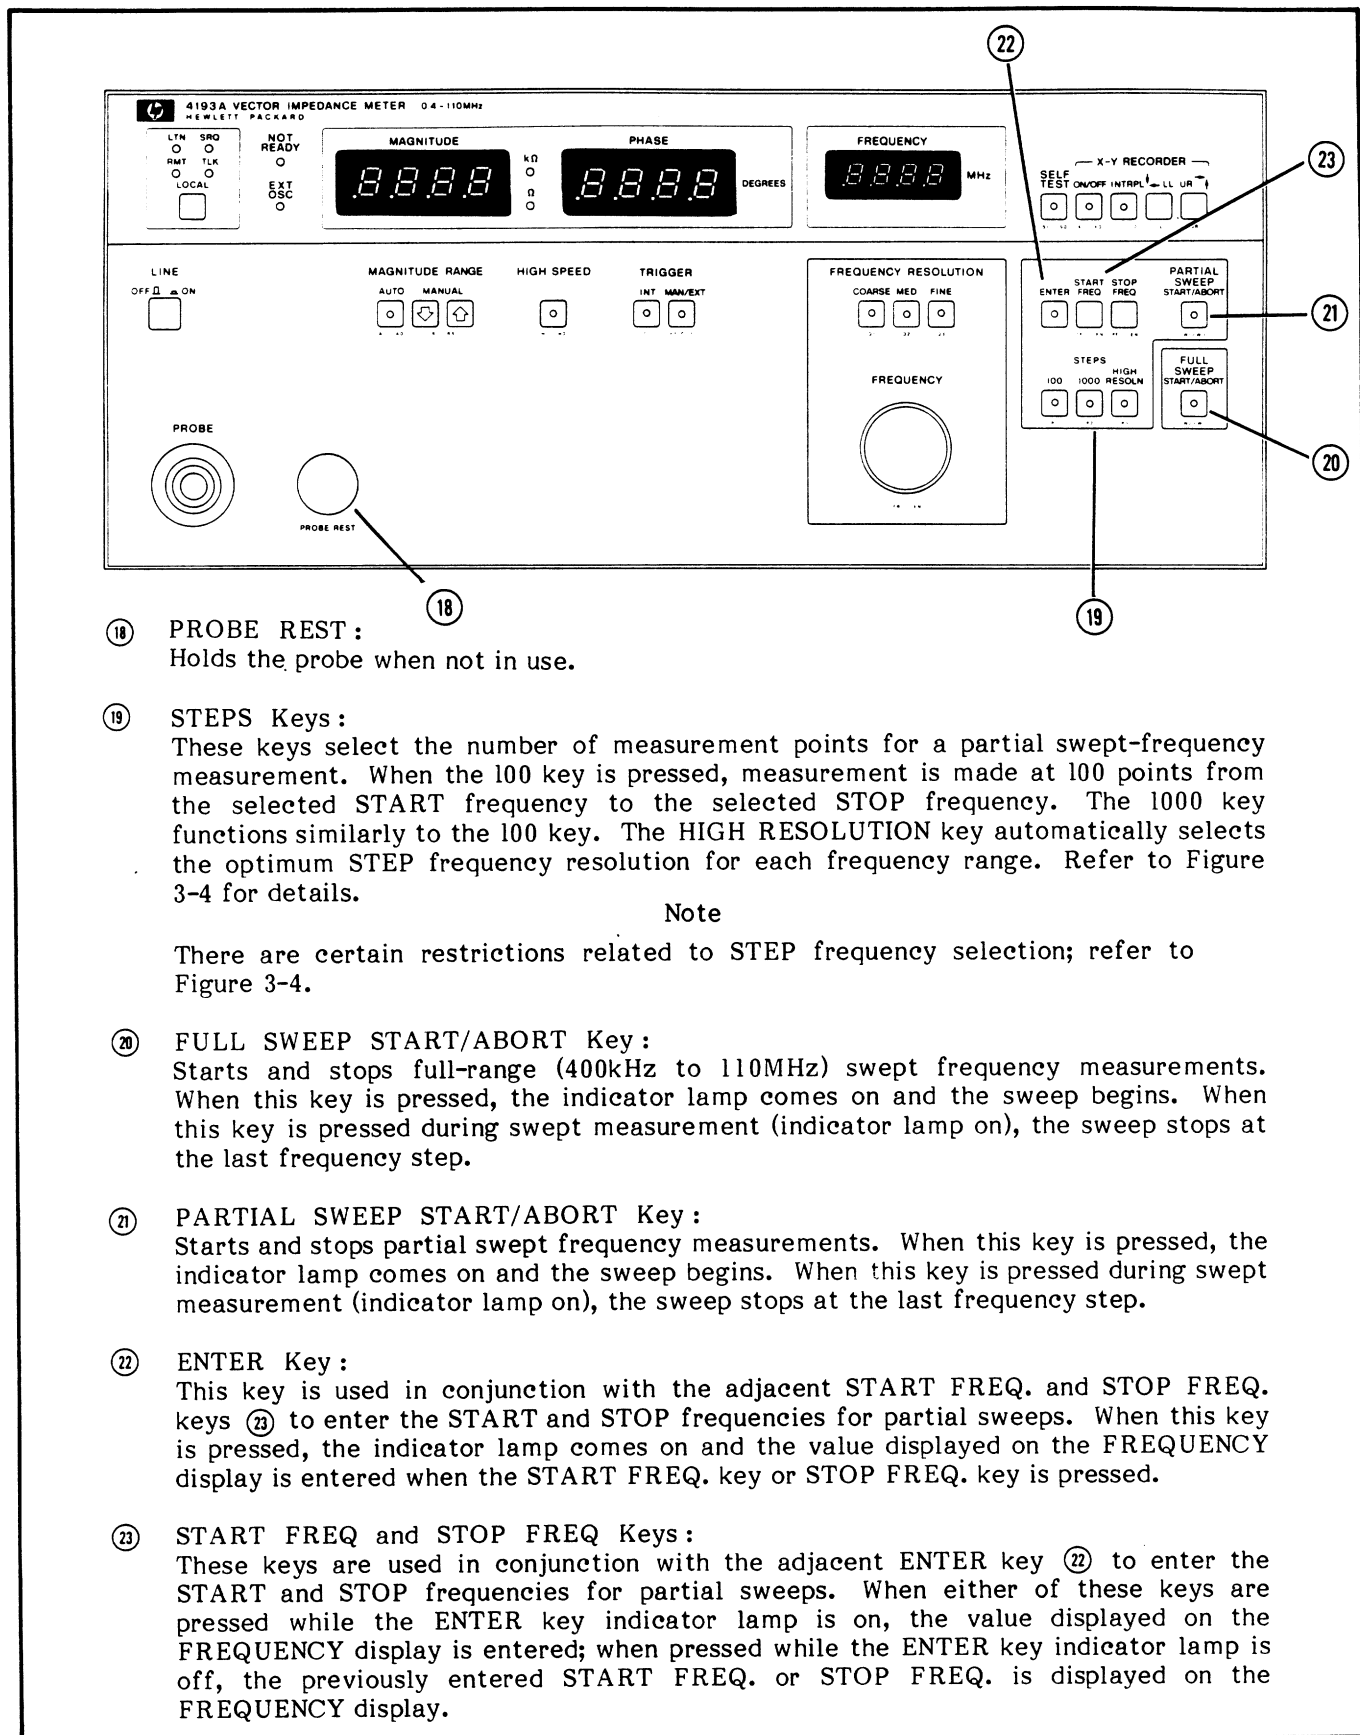 22
4193A VECTOR IMPEDANCE METER 0.4-110MHz
HEWLETT PACKARD
LTN SRQ
RMT TLK
LOCAL
NOT
READY
EXT
OSC
MAGNITUDE
8.8.8.8
kΩ
Ω
PHASE
8.8.8.8
DEGREES
FREQUENCY
8.8.8.8
MHz
X-Y RECORDER
SELF
TEST ON/OFF INTRPL LL UR
23
LINE
OFF ON
MAGNITUDE RANGE
AUTO MANUAL
HIGH SPEED
TRIGGER
INT MAN/EXT
FREQUENCY RESOLUTION
COARSE MED FINE
FREQUENCY
ENTER
START
FREQ
STOP
FREQ
PARTIAL
SWEEP
START/ABORT
21
STEPS
100 1000 HIGH
RESOLN
FULL
SWEEP
START/ABORT
20
PROBE
PROBE REST
18
19
18 PROBE REST:
Holds the probe when not in use.
19 STEPS Keys:
These keys select the number of measurement points for a partial swept-frequency
measurement. When the 100 key is pressed, measurement is made at 100 points from
the selected START frequency to the selected STOP frequency. The 1000 key
functions similarly to the 100 key. The HIGH RESOLUTION key automatically selects
the optimum STEP frequency resolution for each frequency range. Refer to Figure
3-4 for details.
Note
There are certain restrictions related to STEP frequency selection; refer to
Figure 3-4.
20 FULL SWEEP START/ABORT Key:
Starts and stops full-range (400kHz to 110MHz) swept frequency measurements.
When this key is pressed, the indicator lamp comes on and the sweep begins. When
this key is pressed during swept measurement (indicator lamp on), the sweep stops at
the last frequency step.
21 PARTIAL SWEEP START/ABORT Key:
Starts and stops partial swept frequency measurements. When this key is pressed, the
indicator lamp comes on and the sweep begins. When this key is pressed during swept
measurement (indicator lamp on), the sweep stops at the last frequency step.
22 ENTER Key:
This key is used in conjunction with the adjacent START FREQ. and STOP FREQ.
keys 23 to enter the START and STOP frequencies for partial sweeps. When this key
is pressed, the indicator lamp comes on and the value displayed on the FREQUENCY
display is entered when the START FREQ. key or STOP FREQ. key is pressed.
23 START FREQ and STOP FREQ Keys:
These keys are used in conjunction with the adjacent ENTER key 22 to enter the
START and STOP frequencies for partial sweeps. When either of these keys are
pressed while the ENTER key indicator lamp is on, the value displayed on the
FREQUENCY display is entered; when pressed while the ENTER key indicator lamp is
off, the previously entered START FREQ. or STOP FREQ. is displayed on the
FREQUENCY display.